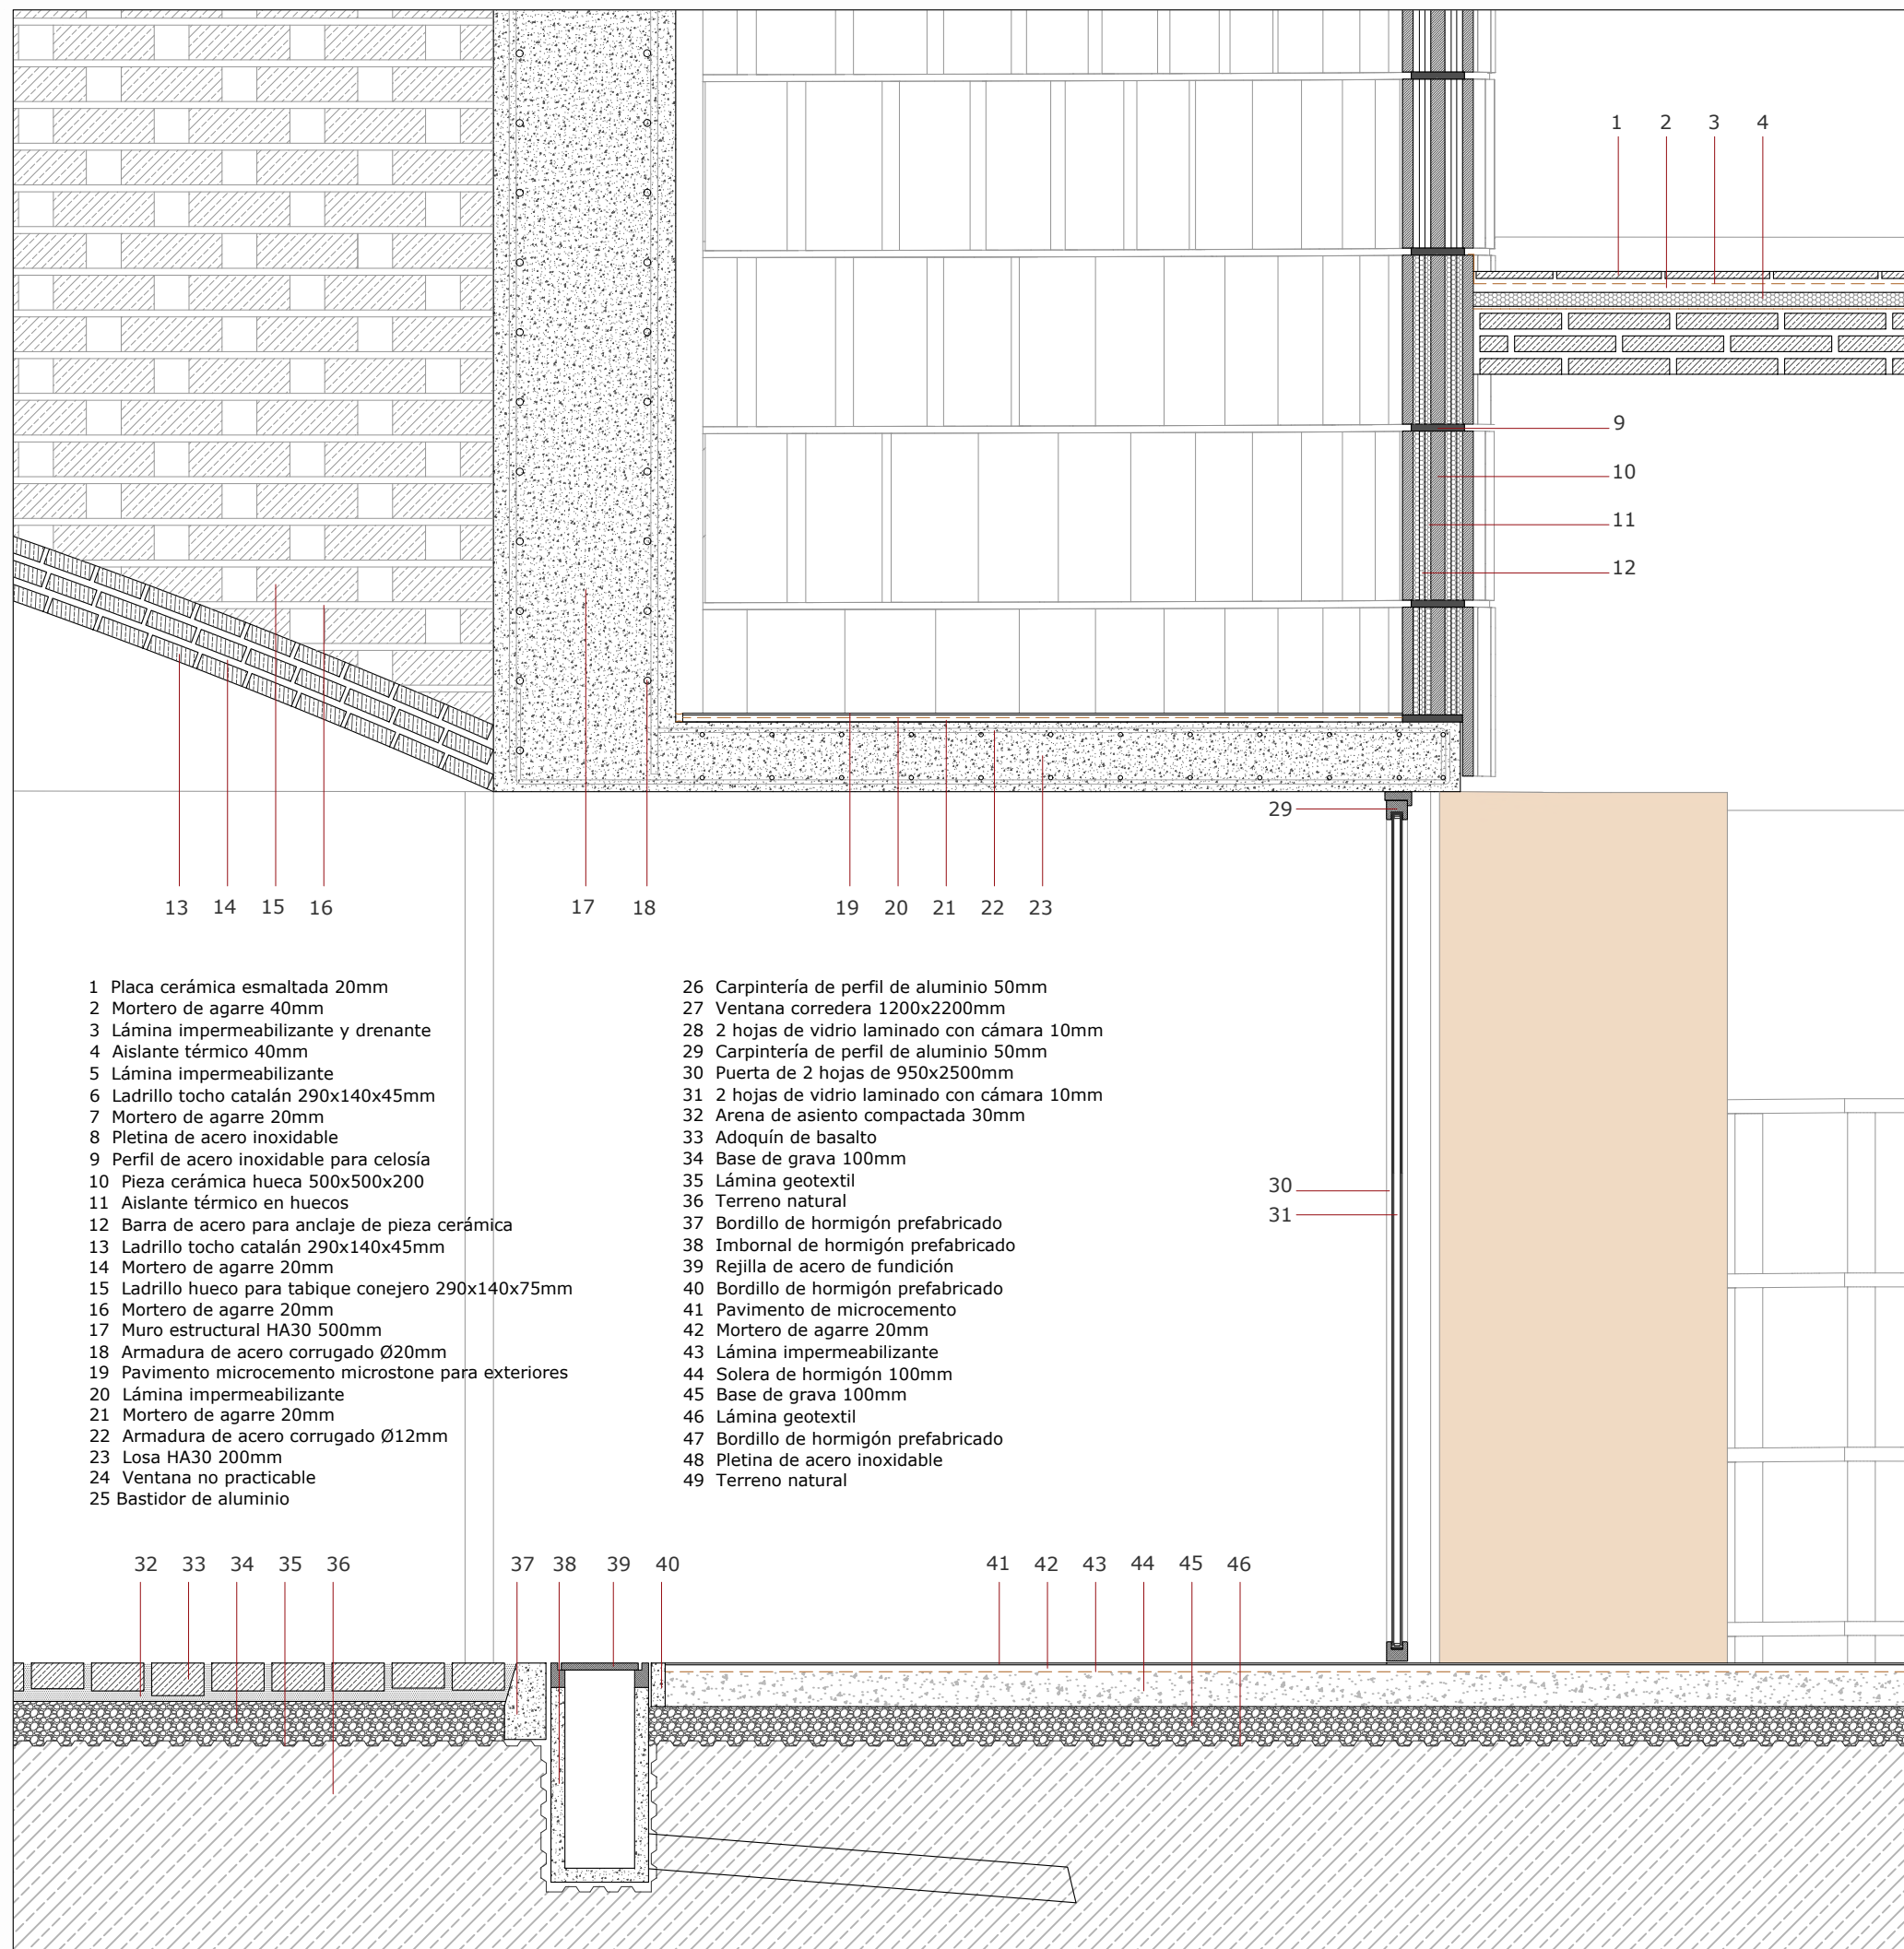 1 2 3 4
9
10
11
12
29
13 14 15 16 17 18 19 20 21 22 23
1 Placa cerámica esmaltada 20mm
2 Mortero de agarre 40mm
3 Lámina impermeabilizante y drenante
4 Aislante térmico 40mm
5 Lámina impermeabilizante
6 Ladrillo tocho catalán 290x140x45mm
7 Mortero de agarre 20mm
8 Pletina de acero inoxidable
9 Perfil de acero inoxidable para celosía
10 Pieza cerámica hueca 500x500x200
11 Aislante térmico en huecos
12 Barra de acero para anclaje de pieza cerámica
13 Ladrillo tocho catalán 290x140x45mm
14 Mortero de agarre 20mm
15 Ladrillo hueco para tabique conejero 290x140x75mm
16 Mortero de agarre 20mm
17 Muro estructural HA30 500mm
18 Armadura de acero corrugado Ø20mm
19 Pavimento microcemento microstone para exteriores
20 Lámina impermeabilizante
21 Mortero de agarre 20mm
22 Armadura de acero corrugado Ø12mm
23 Losa HA30 200mm
24 Ventana no practicable
25 Bastidor de aluminio
26 Carpintería de perfil de aluminio 50mm
27 Ventana corredera 1200x2200mm
28 2 hojas de vidrio laminado con cámara 10mm
29 Carpintería de perfil de aluminio 50mm
30 Puerta de 2 hojas de 950x2500mm
31 2 hojas de vidrio laminado con cámara 10mm
32 Arena de asiento compactada 30mm
33 Adoquín de basalto
34 Base de grava 100mm
35 Lámina geotextil
36 Terreno natural
37 Bordillo de hormigón prefabricado
38 Imbornal de hormigón prefabricado
39 Rejilla de acero de fundición
40 Bordillo de hormigón prefabricado
41 Pavimento de microcemento
42 Mortero de agarre 20mm
43 Lámina impermeabilizante
44 Solera de hormigón 100mm
45 Base de grava 100mm
46 Lámina geotextil
47 Bordillo de hormigón prefabricado
48 Pletina de acero inoxidable
49 Terreno natural
30
31
32 33 34 35 36 37 38 39 40 41 42 43 44 45 46